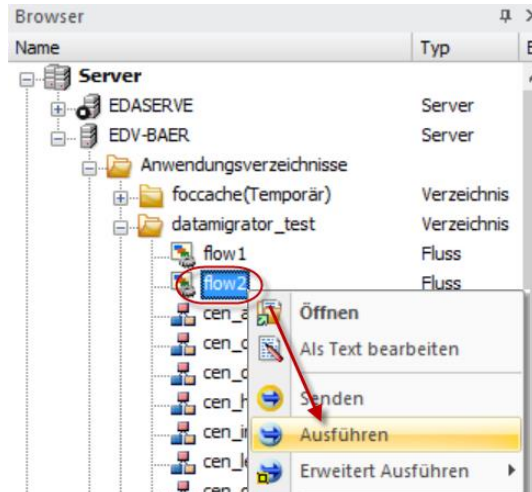 Browser
Name Typ
Server
EDASERVE Server
EDV-BAER Server
Anwendungsverzeichnisse
foccache(Temporär) Verzeichnis
datamigrator_test Verzeichnis
flow1 Fluss
flow2 Fluss
Öffnen
Als Text bearbeiten
Senden
Ausführen
Erweitert Ausführen